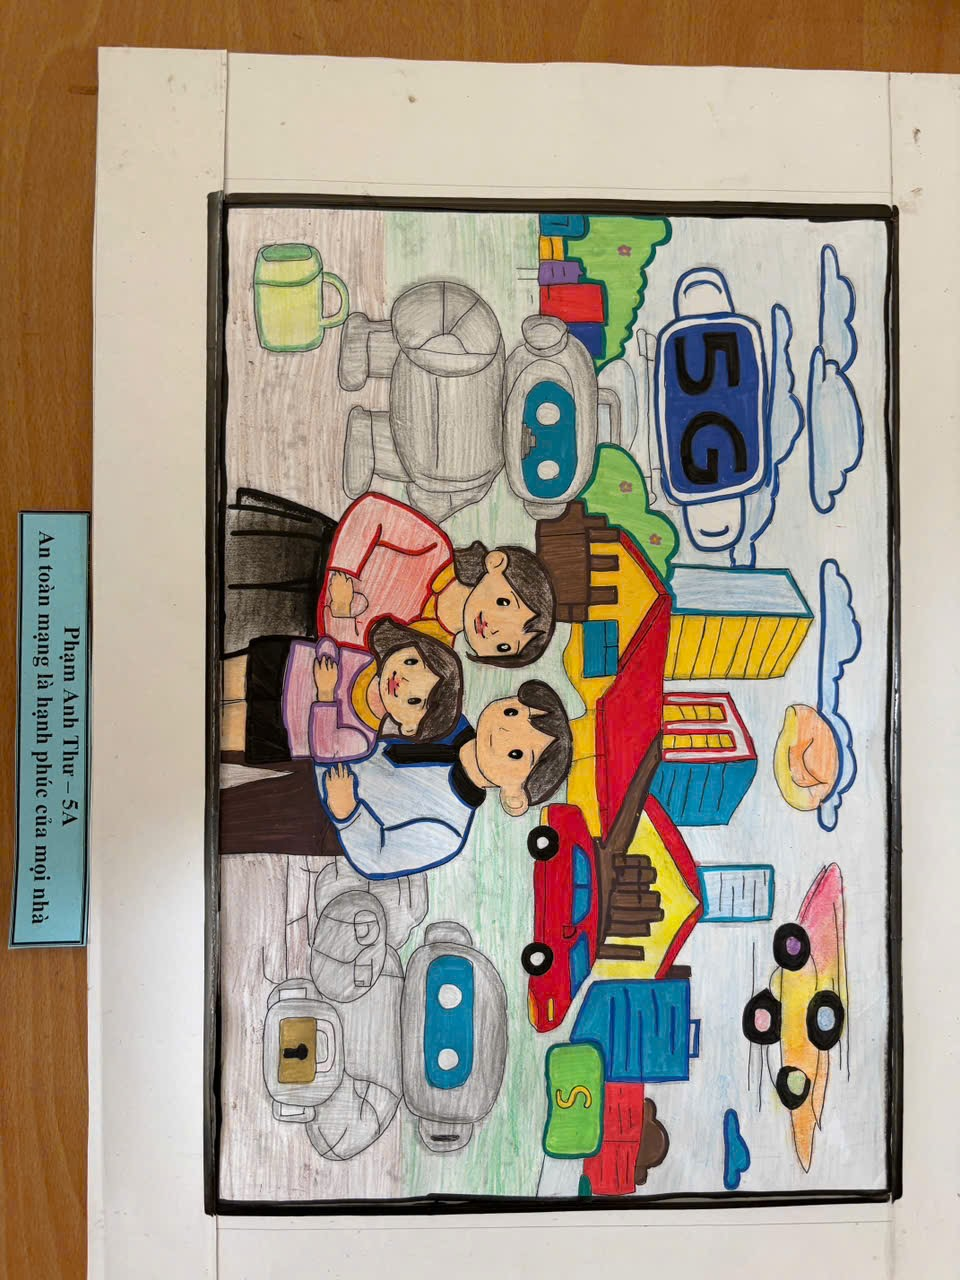 5G
S
Phạm Anh Thư – 5A
An toàn mạng là hạnh phúc của mọi nhà